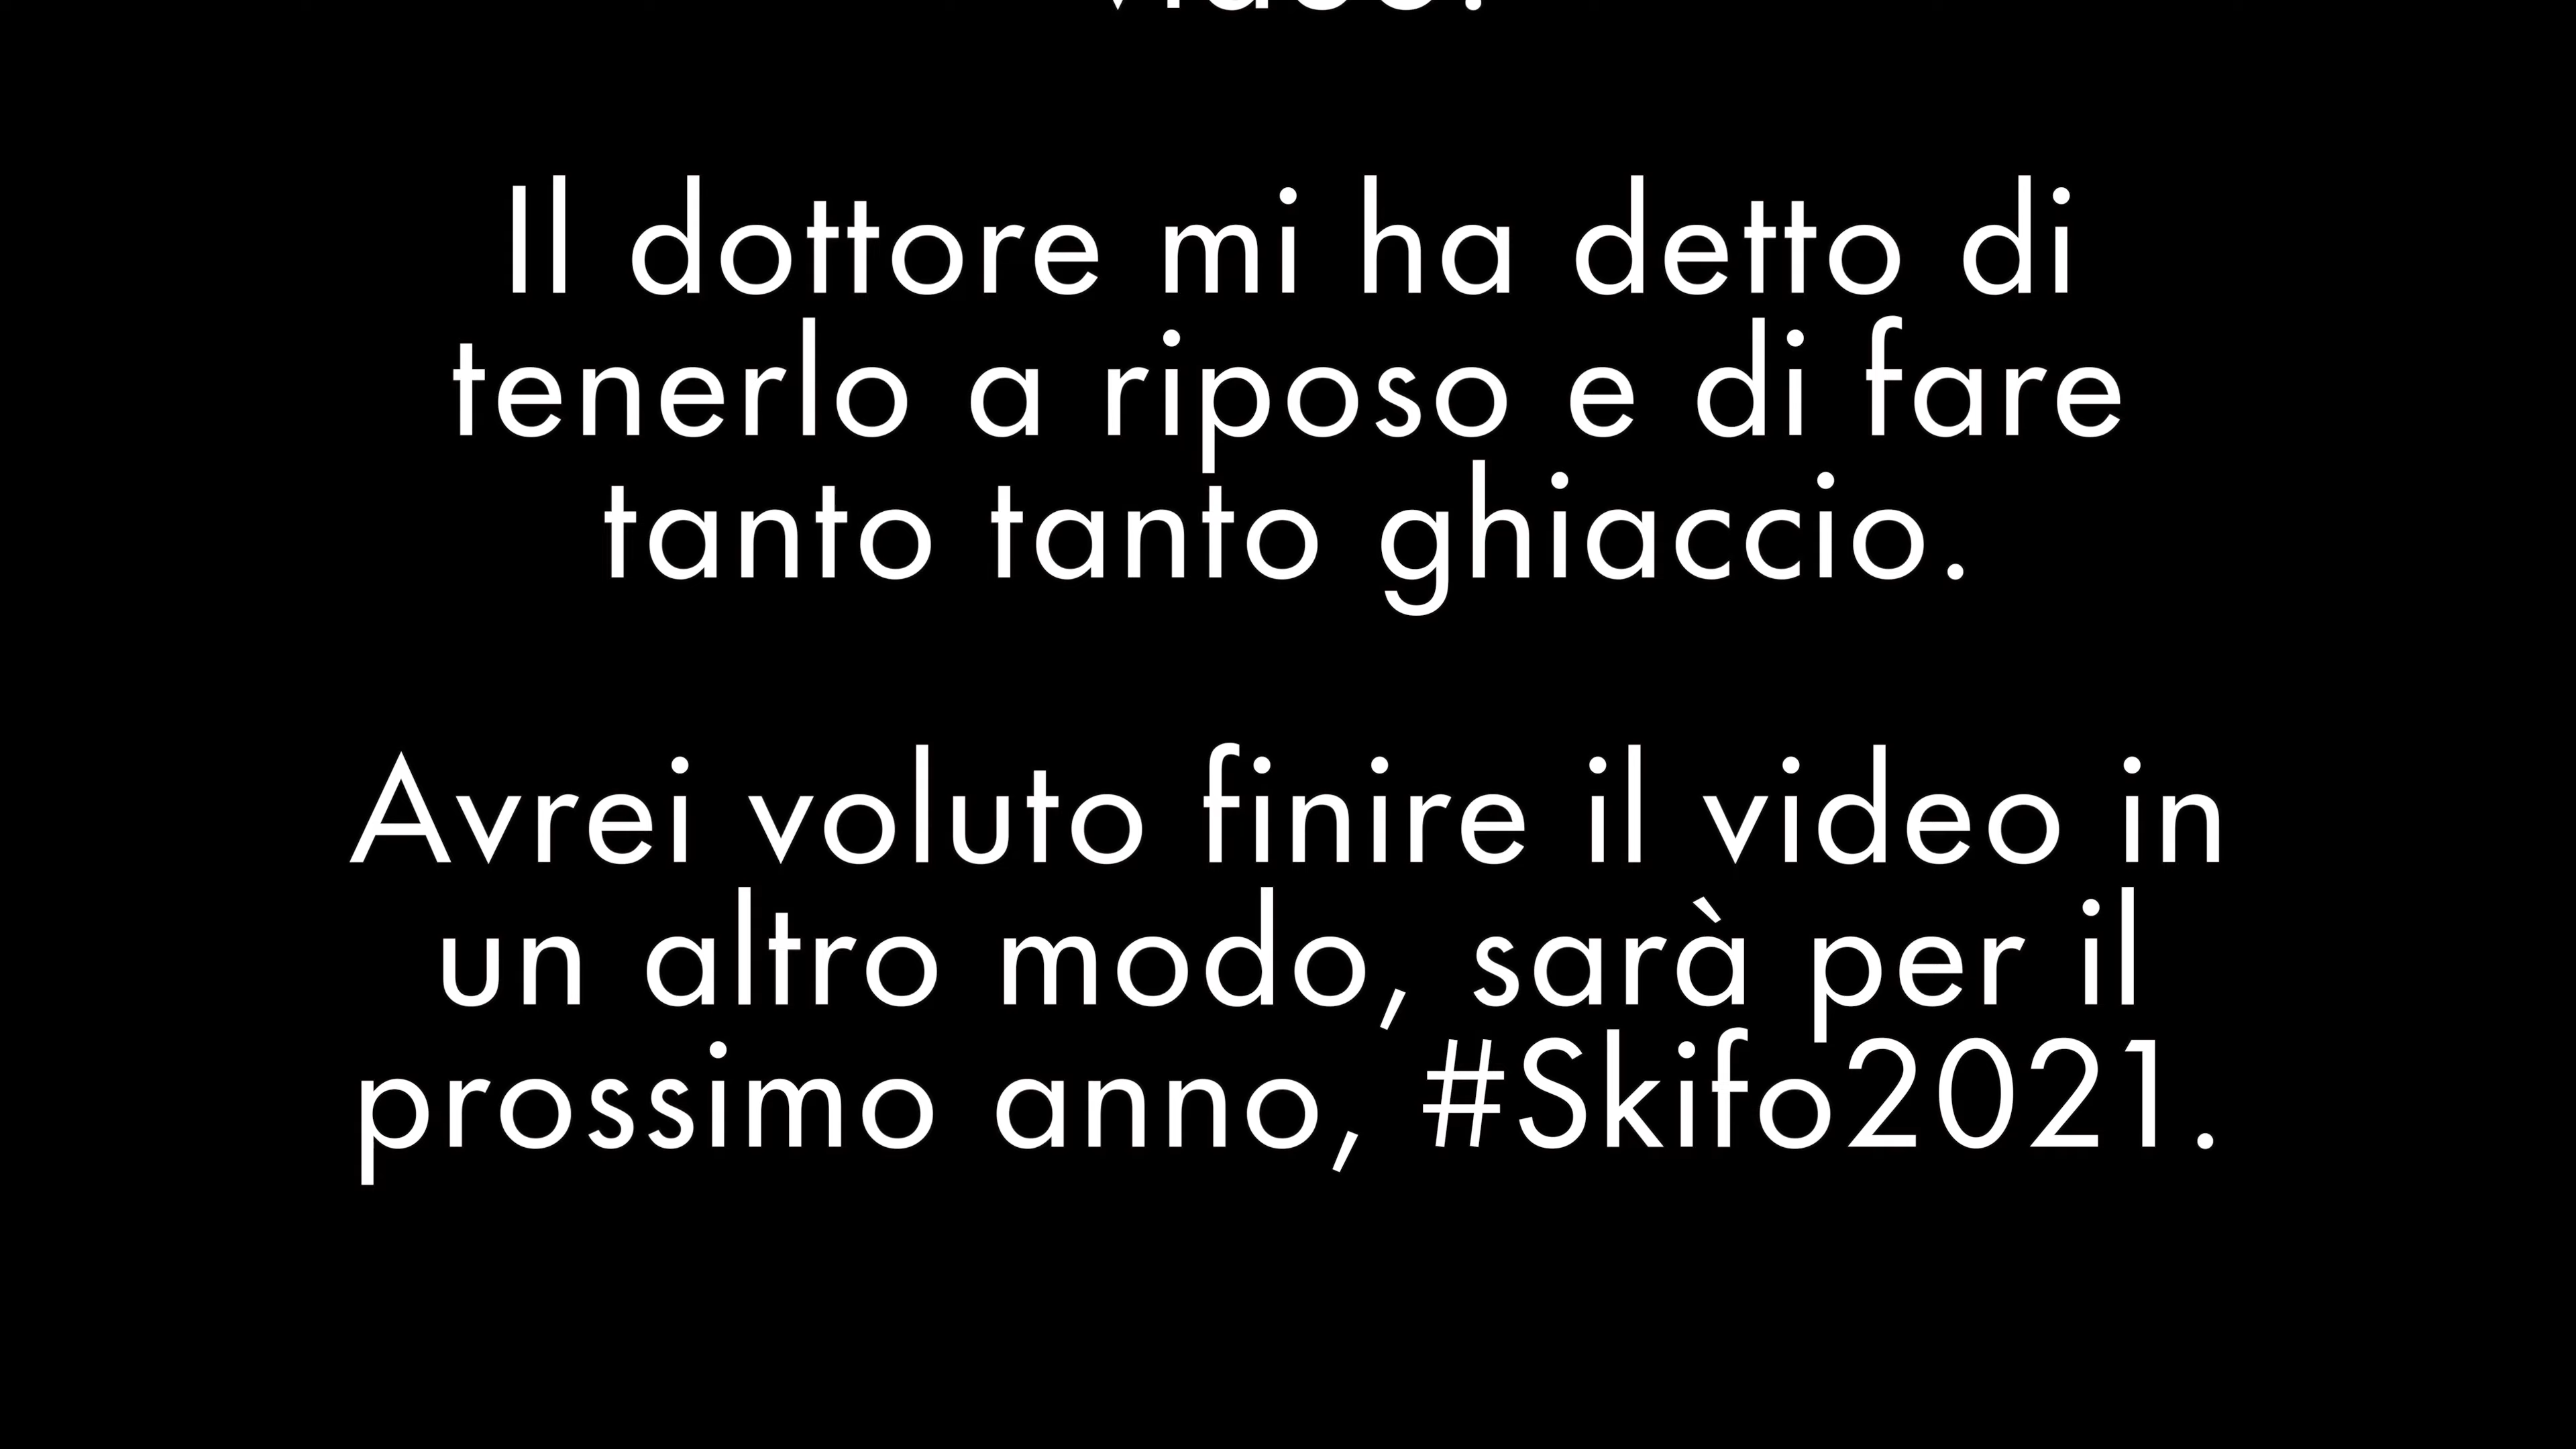 video.
Il dottore mi ha detto di
tenerlo a riposo e di fare
tanto tanto ghiaccio.
Avrei voluto finire il video in
un altro modo, sarà per il
prossimo anno, #Skifo2021.